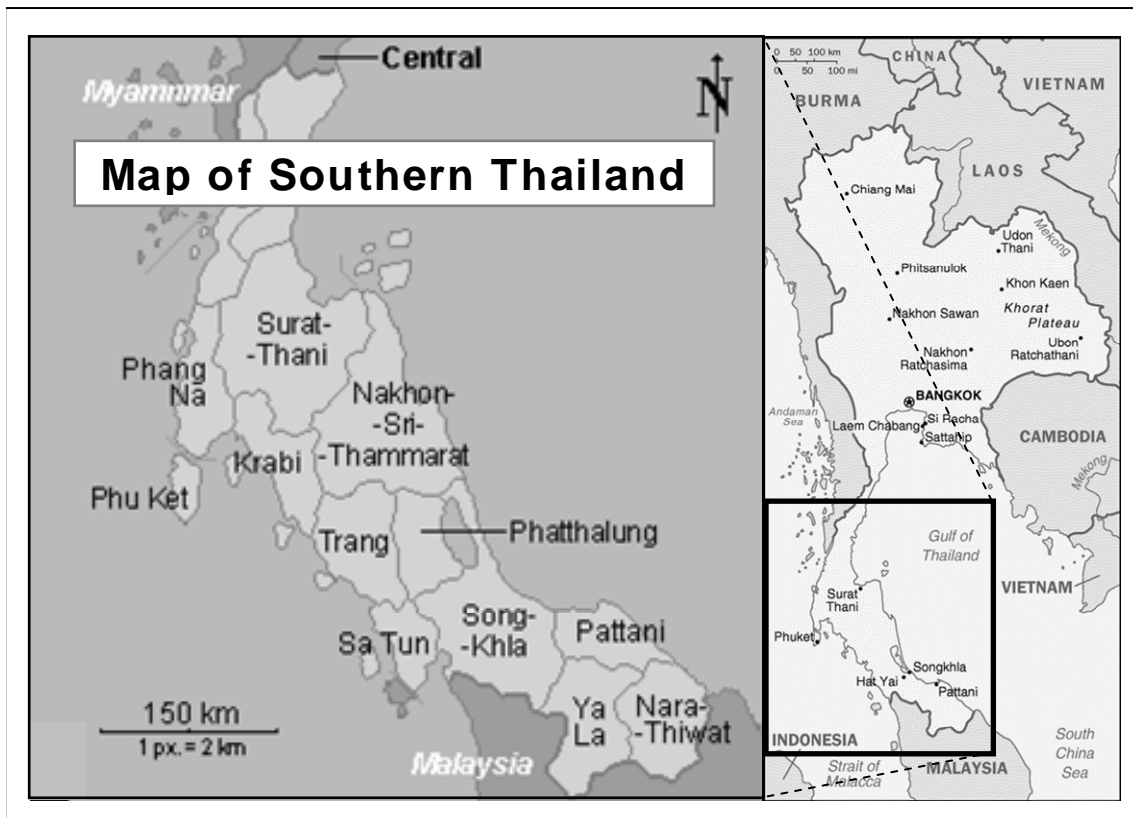 Central
Myamnmar
N
Map of Southern Thailand
Surat-
-Thani
Phang
Na
Nakhon-
-Sri-
-Thammarat
Krabi
Phu Ket
Trang
Phatthalung
Song-
-Khla
Sa Tun
Pattani
Ya
La
Nara-
-Thiwat
150 km
1 px. = 2 km
Malaysia
0 50 100 km
0 50 100 mi
CHINA
VIETNAM
BURMA
LAOS
Chiang Mai
Udon
Thani
Mekong
Phitsanulok
Khon Kaen
Khorat
Plateau
Nakhon Sawan
Ubon
Ratchathani
Nakhon
Ratchasima
BANGKOK
Andaman
Sea
Si Racha
Laem Chabang
Sattahip
CAMBODIA
Mekong
Gulf of
Thailand
VIETNAM
Surat
Thani
Phuket
Songkhla
Hat Yai
Pattani
INDONESIA
Strait of
Malacca
MALAYSIA
South
China
Sea